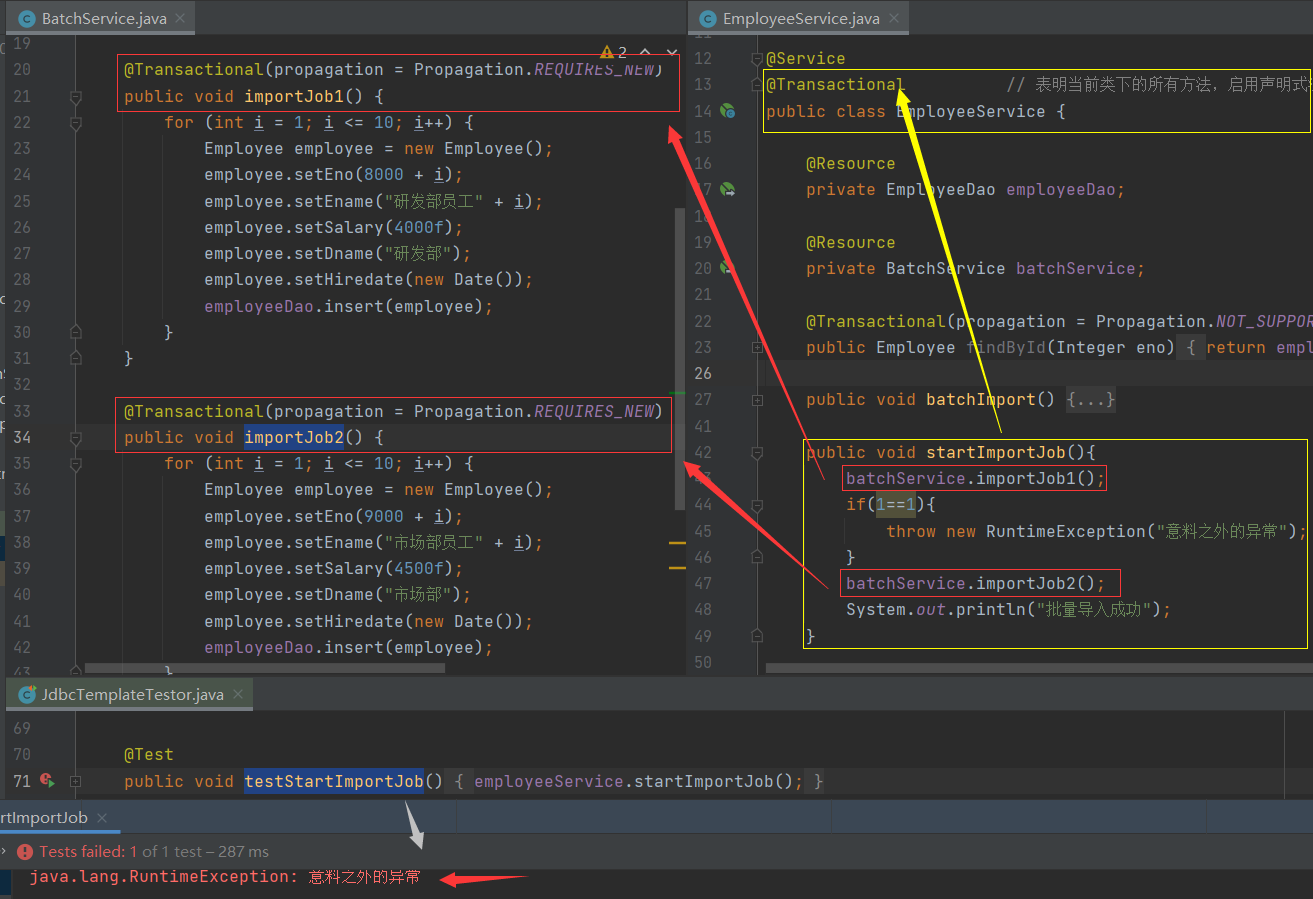 BatchService.java
19
2
20 @Transactional(propagation = Propagation.REQUIRES_NEW)
21 public void importJob1() {
22 for (int i = 1; i <= 10; i++) {
23 Employee employee = new Employee();
24 employee.setEno(8000 + i);
25 employee.setEname("研发部员工" + i);
26 employee.setSalary(4000f);
27 employee.setDname("研发部");
28 employee.setHiredate(new Date());
29 employeeDao.insert(employee);
30 }
31 }
32
33 @Transactional(propagation = Propagation.REQUIRES_NEW)
34 public void importJob2() {
35 for (int i = 1; i <= 10; i++) {
36 Employee employee = new Employee();
37 employee.setEno(9000 + i);
38 employee.setEname("市场部员工" + i);
39 employee.setSalary(4500f);
40 employee.setDname("市场部");
41 employee.setHiredate(new Date());
42 employeeDao.insert(employee);
43 }
EmployeeService.java
11
12 @Service
13 @Transactional // 表明当前类下的所有方法，启用声明式
14 public class EmployeeService {
15
16 @Resource
17 private EmployeeDao employeeDao;
18
19 @Resource
20 private BatchService batchService;
21
22 @Transactional(propagation = Propagation.NOT_SUPPOR
23 public Employee findById(Integer eno) { return empl
26
27 public void batchImport() {...}
41
42 public void startImportJob(){
43 batchService.importJob1();
44 if(1==1){
45 throw new RuntimeException("意料之外的异常");
46 }
47 batchService.importJob2();
48 System.out.println("批量导入成功");
49 }
50
JdbcTemplateTestor.java
69
70 @Test
71 public void testStartImportJob() { employeeService.startImportJob(); }
rtImportJob
Tests failed: 1 of 1 test – 287 ms
java.lang.RuntimeException: 意料之外的异常